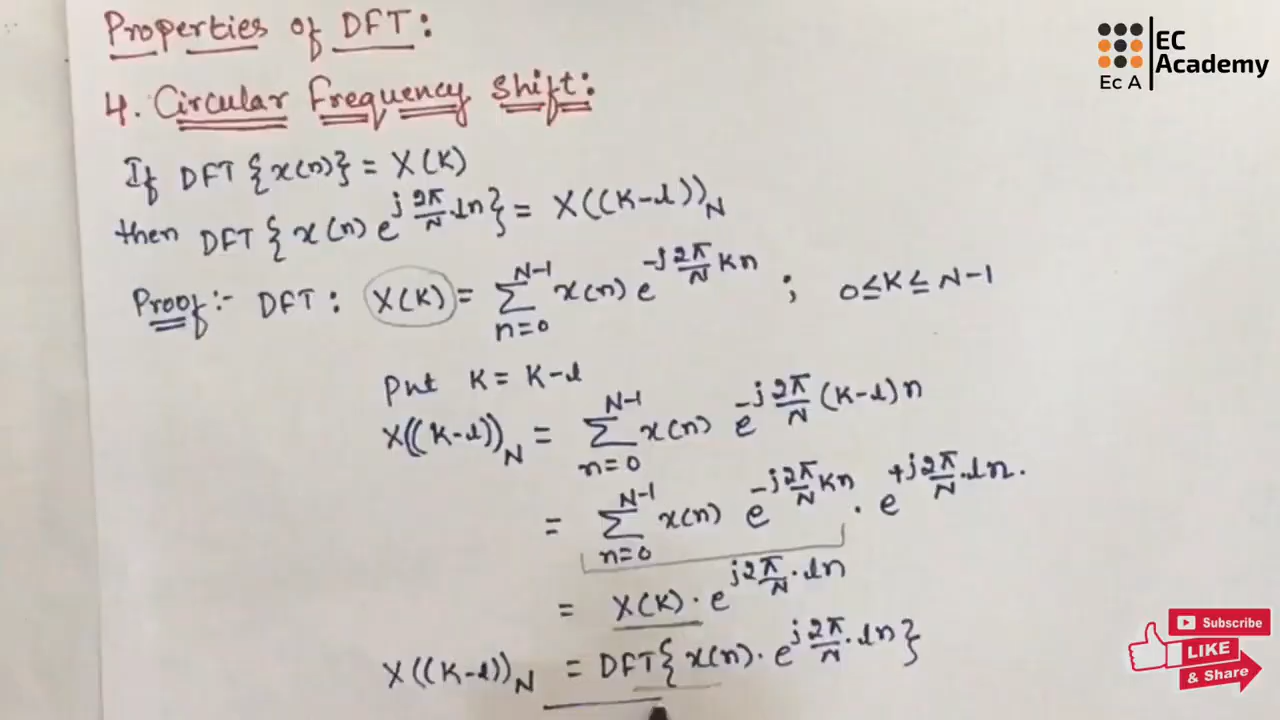 Properties of DFT:
4. Circular Frequency Shift:
If DFT {x(n)} = X(K)
then DFT {x(n) e^{j 2π/N · ln}} = X((K-l))_N
Proof:- DFT: X(K) = Σ_{n=0}^{N-1} x(n) e^{-j 2π/N Kn} ; 0≤K≤N-1
Put K = K-l
X((K-l))_N = Σ_{n=0}^{N-1} x(n) e^{-j 2π/N (K-l)n}
= Σ_{n=0}^{N-1} x(n) e^{-j 2π/N Kn} · e^{+j 2π/N · ln}.
= X(K) · e^{j 2π/N · ln}
X((K-l))_N = DFT{x(n) · e^{j 2π/N · ln}}
EC
Academy
Ec A
Subscribe
LIKE
& Share